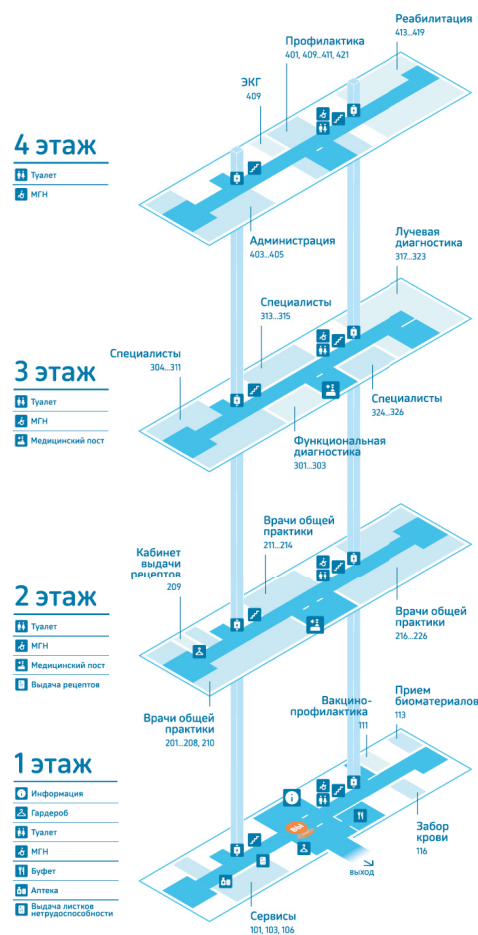 Реабилитация
413...419
Профилактика
401, 409...411, 421
ЭКГ
409
4 этаж
Туалет
МГН
Администрация
403...405
Лучевая
диагностика
317...323
Специалисты
313...315
Специалисты
304...311
3 этаж
Туалет
МГН
Медицинский пост
Специалисты
324...326
Функциональная
диагностика
301...303
Врачи общей
практики
211...214
Кабинет
выдачи
рецептов
209
2 этаж
Туалет
МГН
Медицинский пост
Выдача рецептов
Врачи общей
практики
216...226
Врачи общей
практики
201...208, 210
Вакцино-
профилактика
111
Прием
биоматериалов
113
1 этаж
Информация
Гардероб
Туалет
МГН
Буфет
Аптека
Выдача листков
нетрудоспособности
Забор
крови
116
выход
Сервисы
101, 103, 106